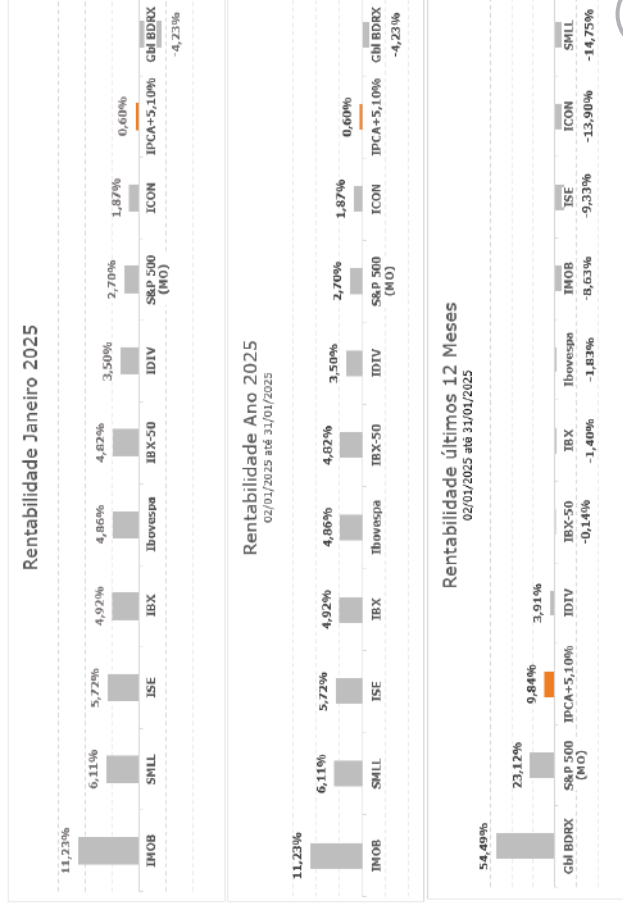 Rentabilidade Janeiro 2025
11,23%
6,11%
5,72%
4,92%
4,86%
4,82%
3,50%
2,70%
1,87%
0,60%
-4,23%
IMOB
SMLL
ISE
IBX
Ibovespa
IBX-50
IDIV
S&P 500
(MO)
ICON
IPCA+5,10%
Gbl BDRX
Rentabilidade Ano 2025
02/01/2025 até 31/01/2025
11,23%
6,11%
5,72%
4,92%
4,86%
4,82%
3,50%
2,70%
1,87%
0,60%
-4,23%
IMOB
SMLL
ISE
IBX
Ibovespa
IBX-50
IDIV
S&P 500
(MO)
ICON
IPCA+5,10%
Gbl BDRX
Rentabilidade últimos 12 Meses
02/01/2025 até 31/01/2025
54,49%
23,12%
9,84%
3,91%
Gbl BDRX
S&P 500
(MO)
IPCA+5,10%
IDIV
IBX-50
IBX
Ibovespa
IMOB
ISE
ICON
SMLL
-0,14%
-1,40%
-1,83%
-8,63%
-9,33%
-13,90%
-14,75%